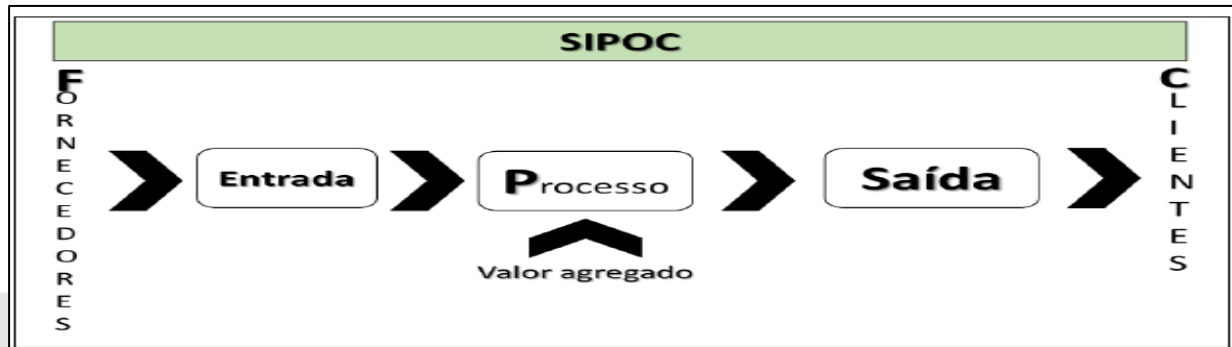 SIPOC
FORNECEDORES
Entrada
Processo
Valor agregado
Saída
CLIENTES